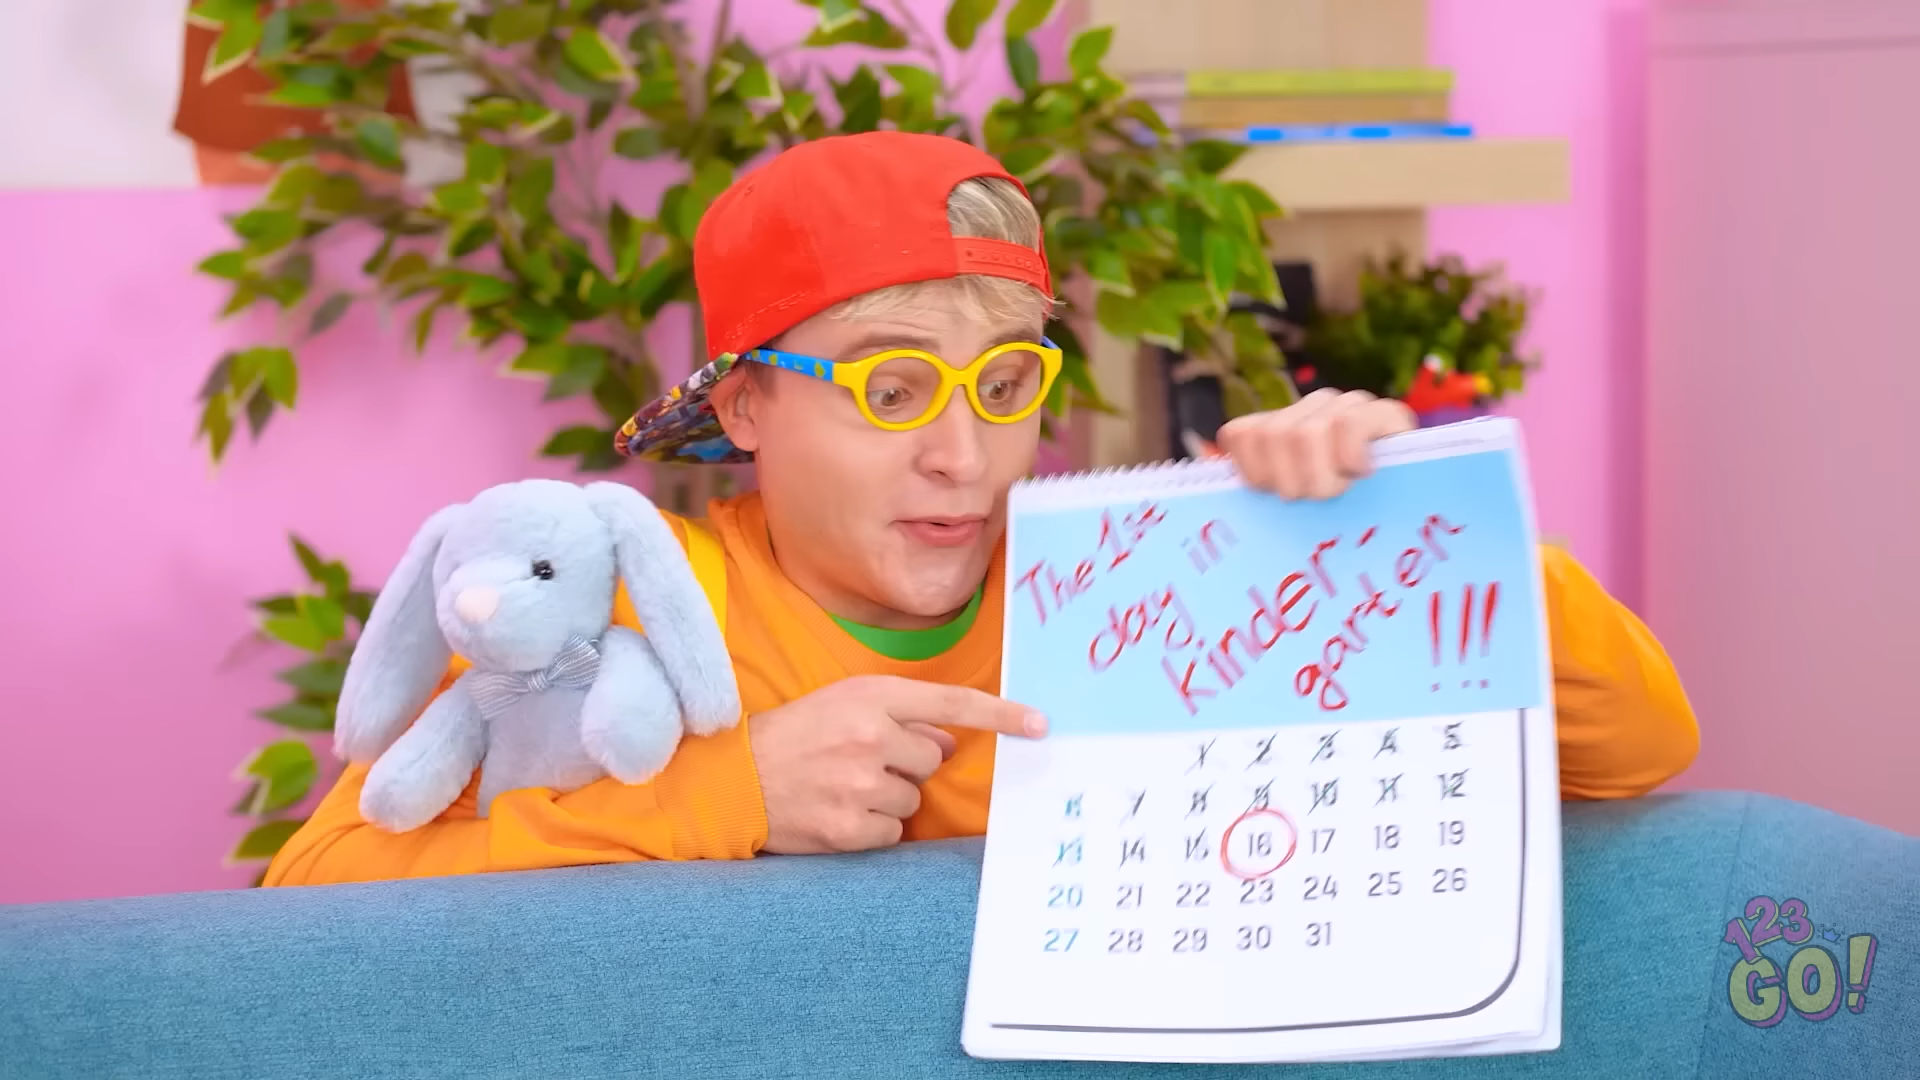 The 1st
day in
kinder-
garten
!!!
1 2 3 4 5
6 7 8 9 10 11 12
13 14 15 16 17 18 19
20 21 22 23 24 25 26
27 28 29 30 31
123
GO!